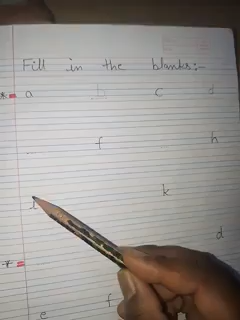 Fill in the blanks:-
* = a b c d
f h
i k
* = d
e f